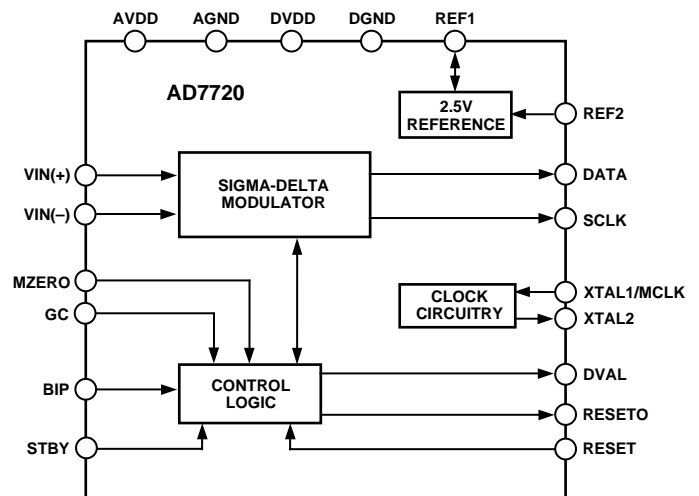 AVDD AGND DVDD DGND REF1
AD7720
2.5V
REFERENCE
REF2
VIN(+)
VIN(–)
SIGMA-DELTA
MODULATOR
DATA
SCLK
MZERO
GC
CLOCK
CIRCUITRY
XTAL1/MCLK
XTAL2
BIP
STBY
CONTROL
LOGIC
DVAL
RESETO
RESET